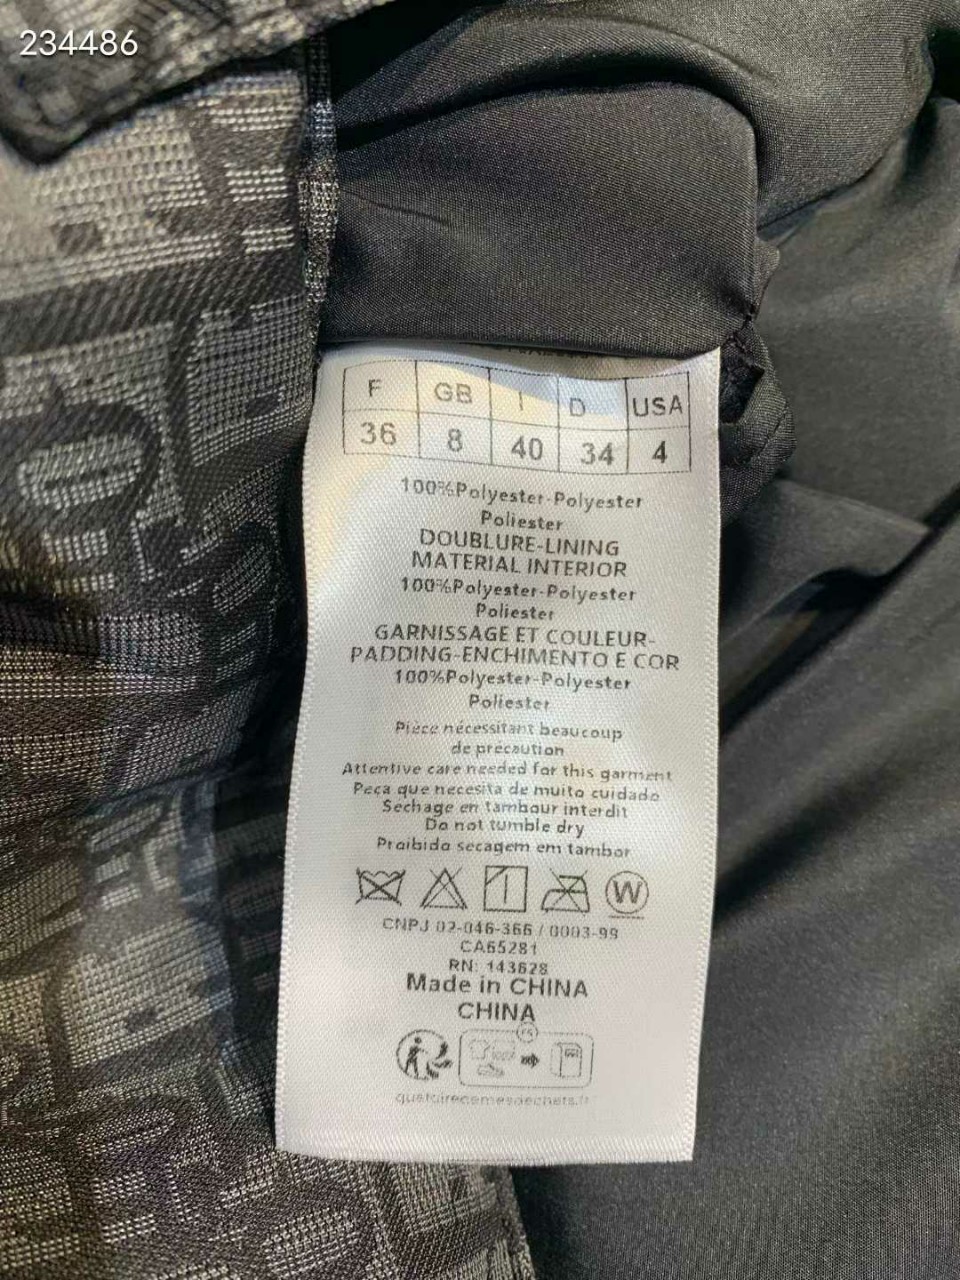 234486
F GB I D USA
36 8 40 34 4
100%Polyester-Polyester
Poliester
DOUBLURE-LINING
MATERIAL INTERIOR
100%Polyester-Polyester
Poliester
GARNISSAGE ET COULEUR-
PADDING-ENCHIMENTO E COR
100%Polyester-Polyester
Poliester
Pièce nécessitant beaucoup
de précaution
Attentive care needed for this garment
Peca que necesita de muito cuidado
Sechage en tambour interdit
Do not tumble dry
Proibido secagem em tambor
W
CNPJ 02-046-366 / 0003-99
CA65281
RN: 143628
Made in CHINA
CHINA